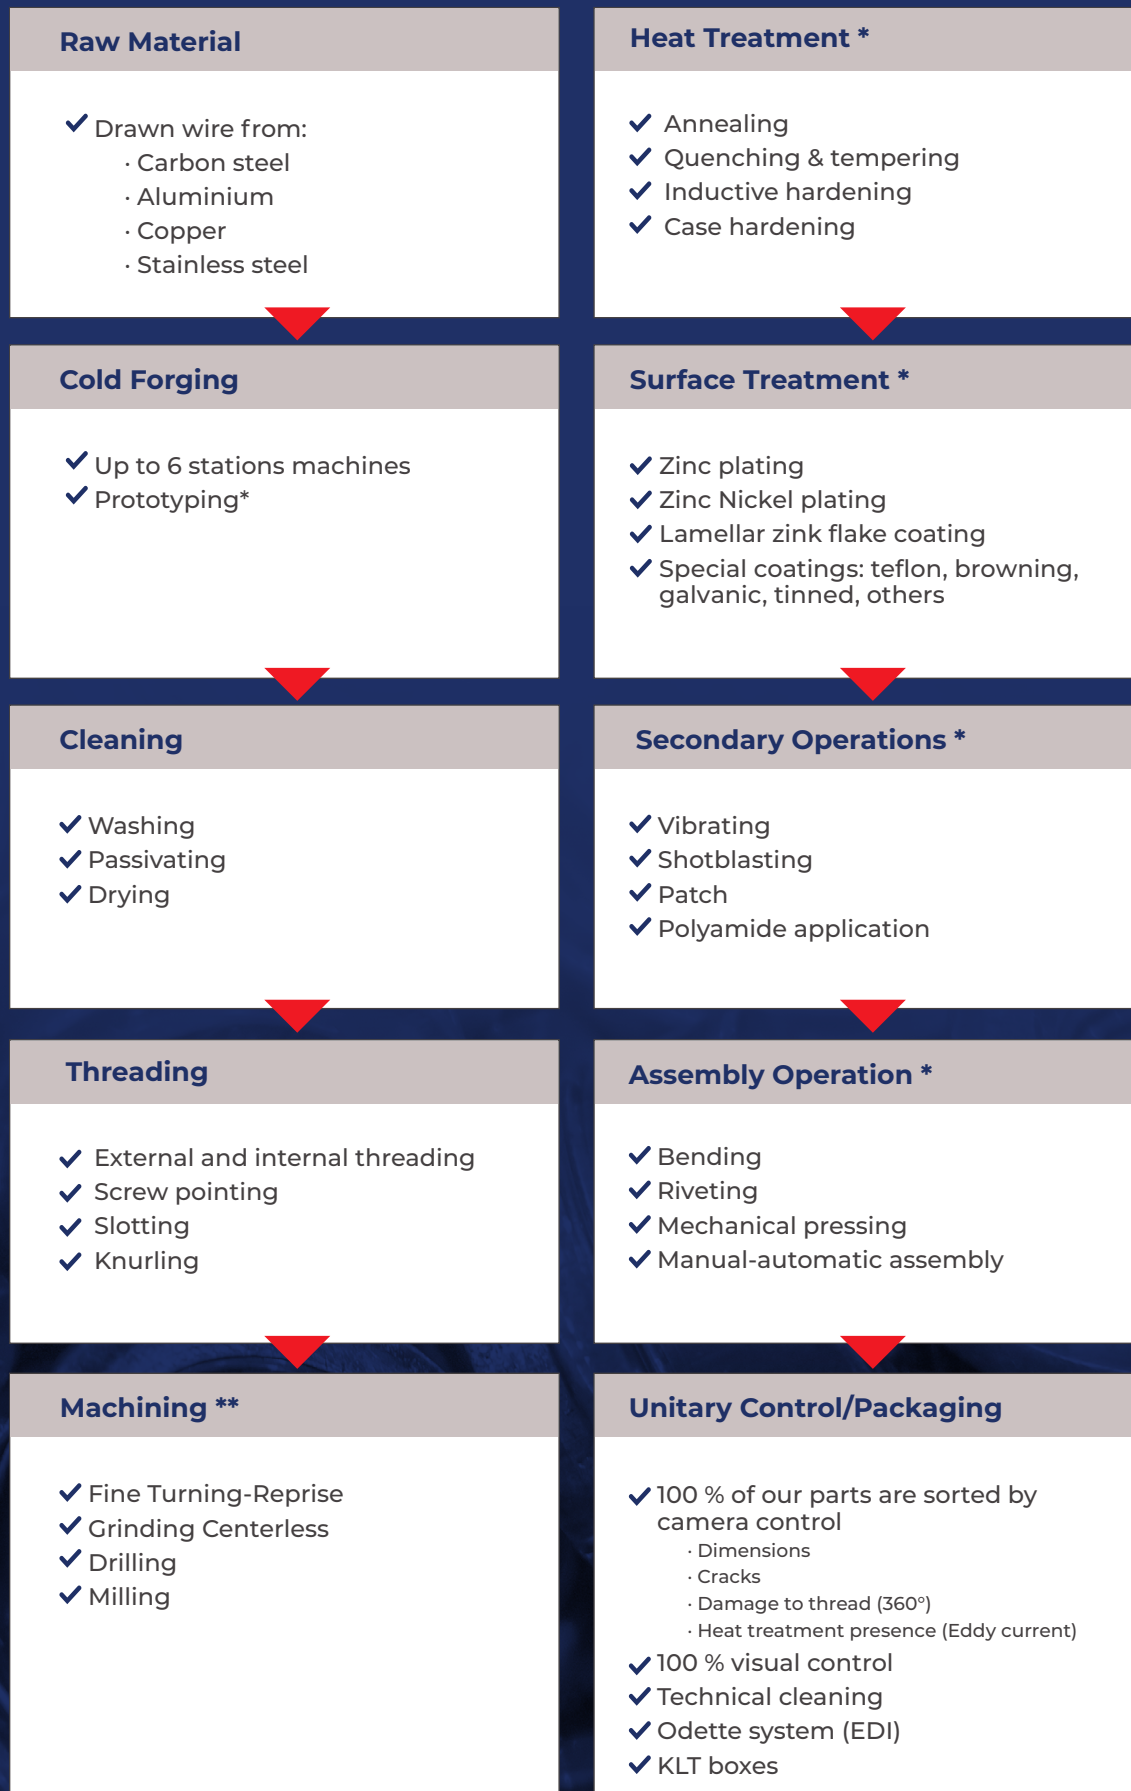 Raw Material
Drawn wire from:
· Carbon steel
· Aluminium
· Copper
· Stainless steel
Cold Forging
Up to 6 stations machines
Prototyping*
Cleaning
Washing
Passivating
Drying
Threading
External and internal threading
Screw pointing
Slotting
Knurling
Machining **
Fine Turning-Reprise
Grinding Centerless
Drilling
Milling
Heat Treatment *
Annealing
Quenching & tempering
Inductive hardening
Case hardening
Surface Treatment *
Zinc plating
Zinc Nickel plating
Lamellar zink flake coating
Special coatings: teflon, browning,
galvanic, tinned, others
Secondary Operations *
Vibrating
Shotblasting
Patch
Polyamide application
Assembly Operation *
Bending
Riveting
Mechanical pressing
Manual-automatic assembly
Unitary Control/Packaging
100 % of our parts are sorted by
camera control
· Dimensions
· Cracks
· Damage to thread (360°)
· Heat treatment presence (Eddy current)
100 % visual control
Technical cleaning
Odette system (EDI)
KLT boxes